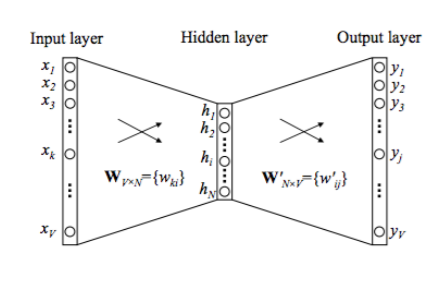 Input layer
Hidden layer
Output layer
x1
x2
x3
xk
xV
h1
h2
hi
hN
y1
y2
y3
yj
yV
WV×N={wki}
W'N×V={w'ij}